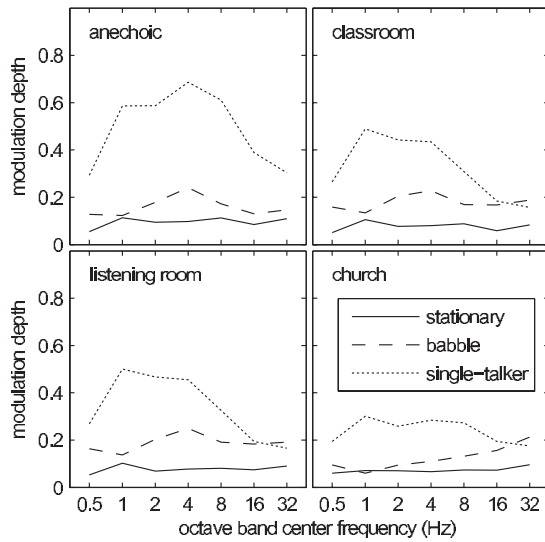 anechoic
classroom
modulation depth
0.8
0.6
0.4
0.2
0
listening room
church
modulation depth
0.8
0.6
0.4
0.2
0
stationary
babble
single-talker
0.5 1 2 4 8 16 32
0.5 1 2 4 8 16 32
octave band center frequency (Hz)